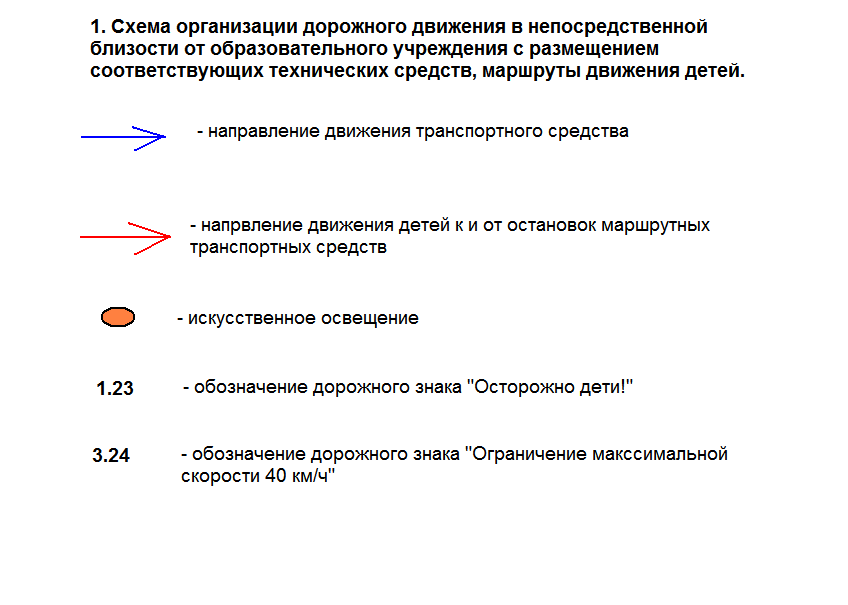 1. Схема организации дорожного движения в непосредственной
близости от образовательного учреждения с размещением
соответствующих технических средств, маршруты движения детей.
- направление движения транспортного средства
- напрвление движения детей к и от остановок маршрутных
транспортных средств
- искусственное освещение
1.23 - обозначение дорожного знака "Осторожно дети!"
3.24 - обозначение дорожного знака "Ограничение макссимальной
скорости 40 км/ч"